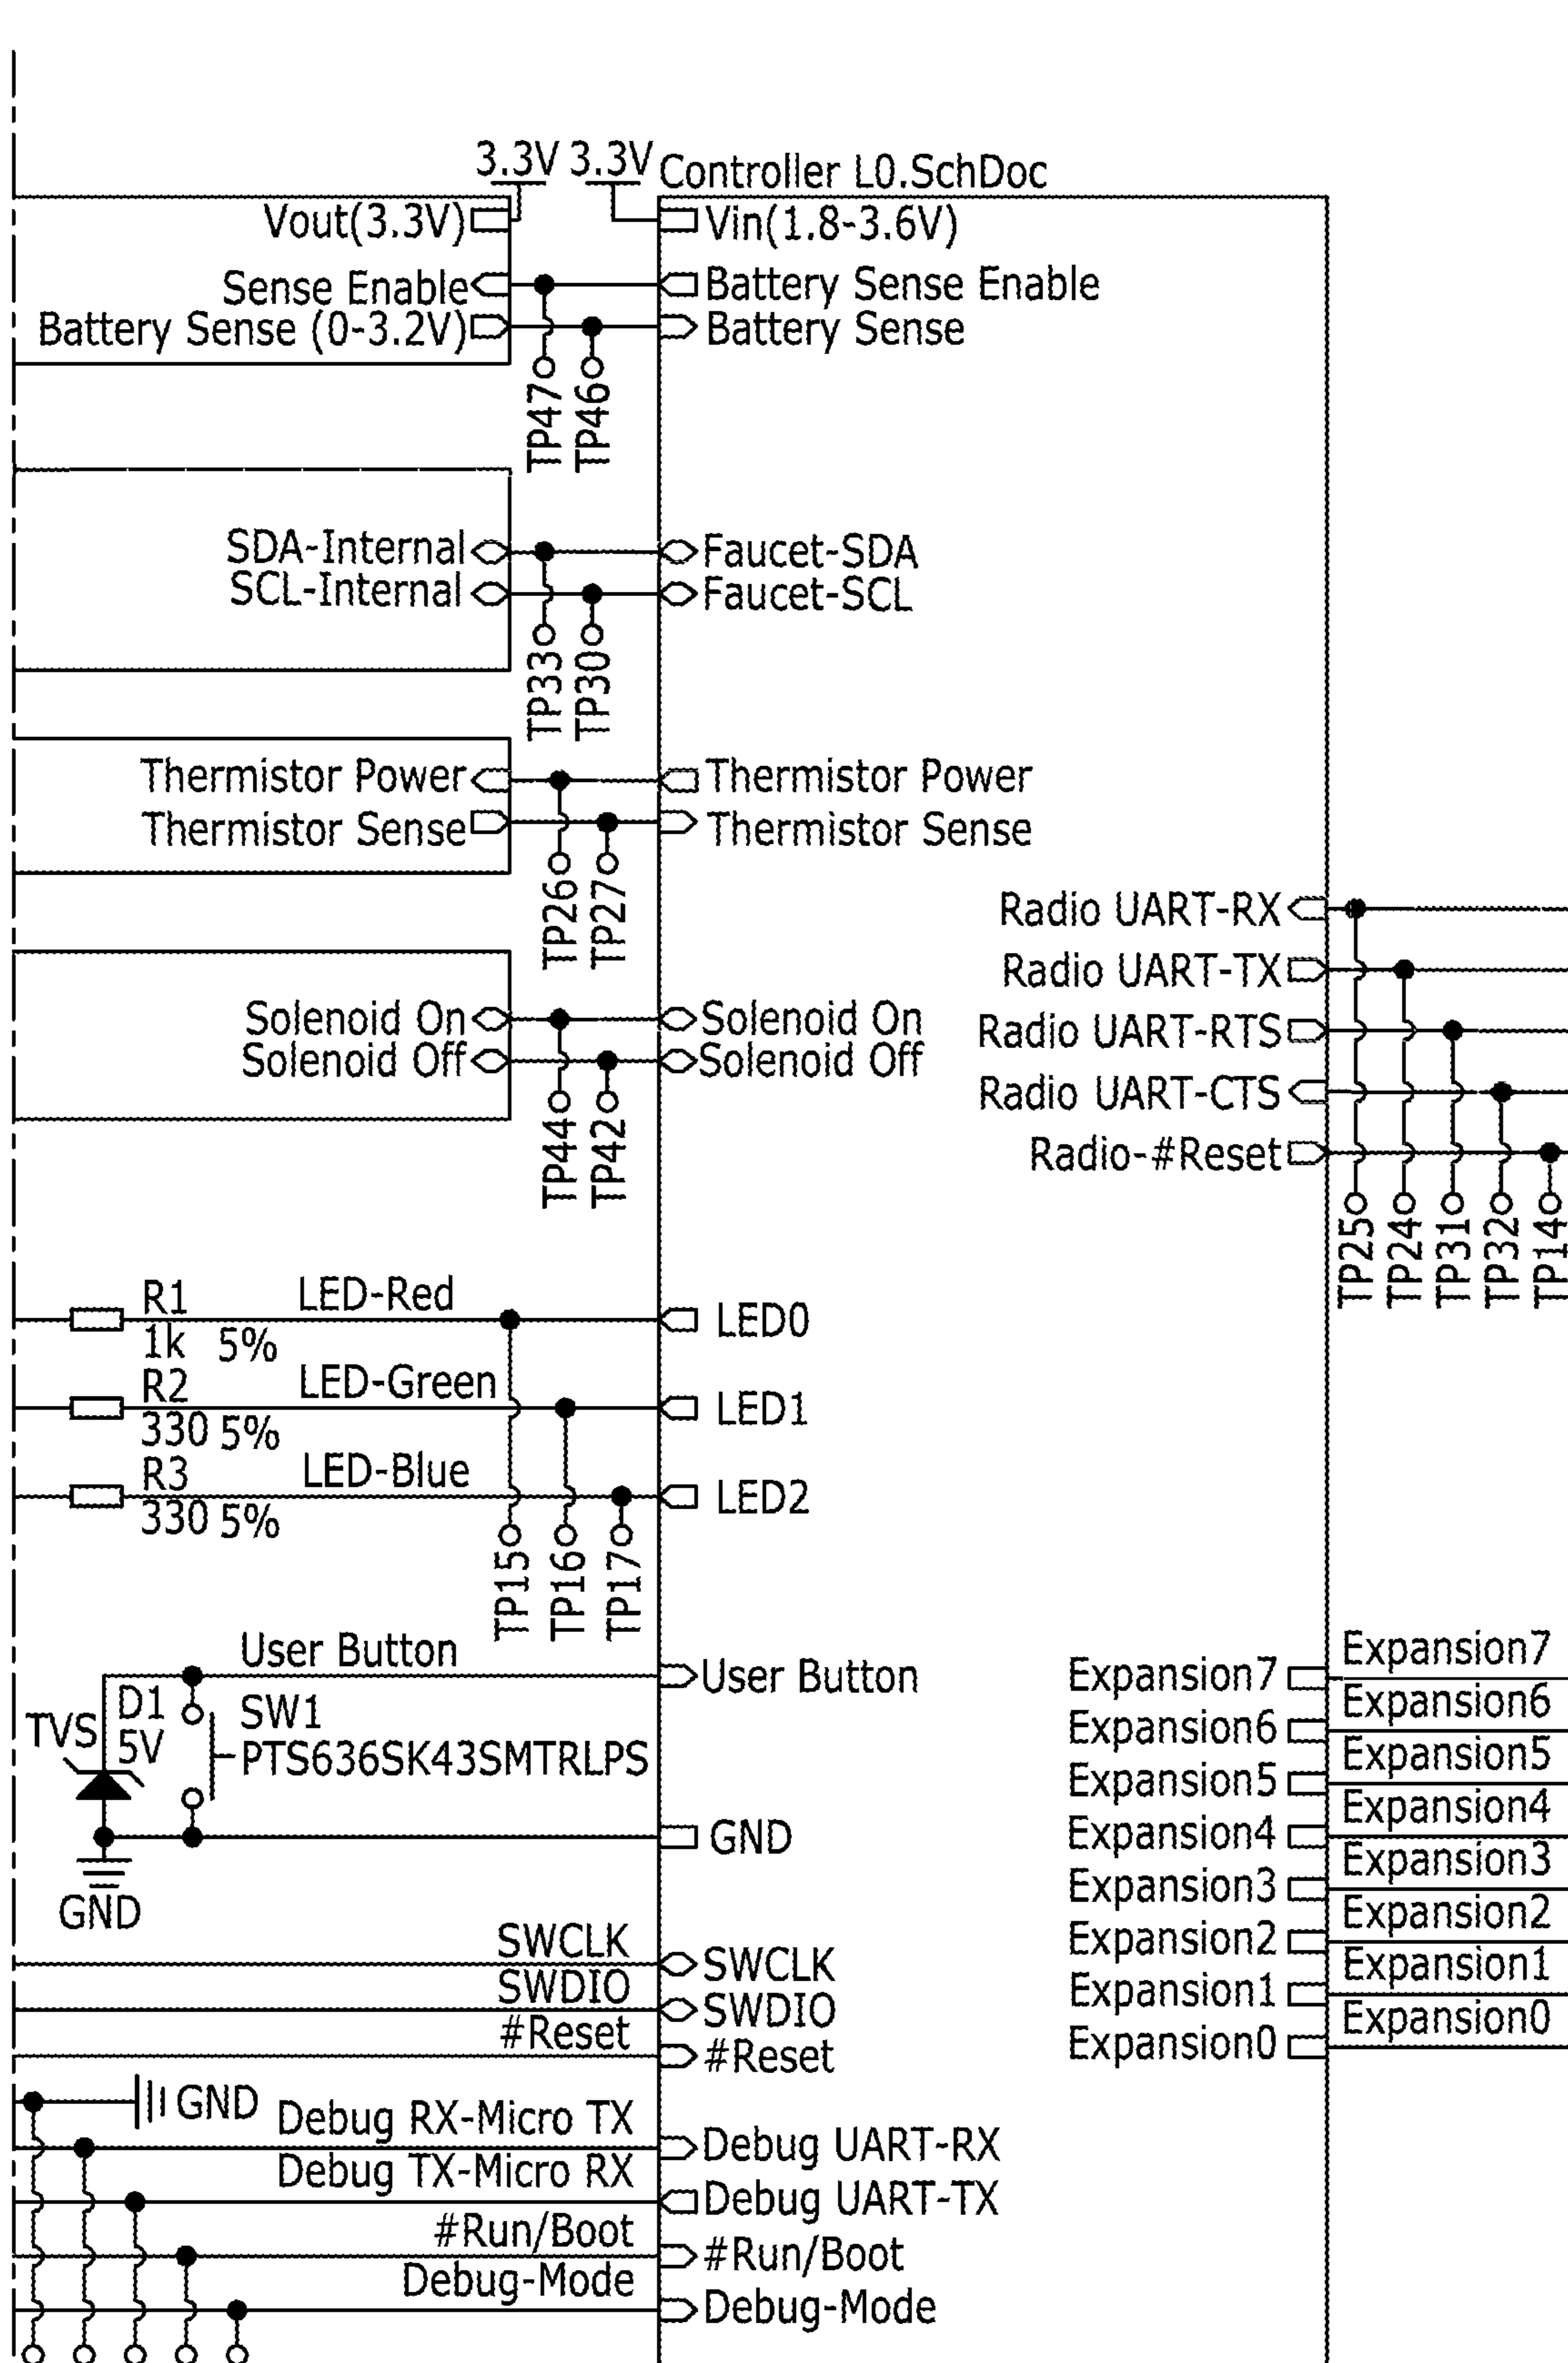 3.3V 3.3V Controller L0.SchDoc
Vout(3.3V) Vin(1.8-3.6V)
Sense Enable Battery Sense Enable
Battery Sense (0-3.2V) Battery Sense
TP47 TP46
SDA-Internal Faucet-SDA
SCL-Internal Faucet-SCL
TP33 TP30
Thermistor Power Thermistor Power
Thermistor Sense Thermistor Sense
TP26 TP27
Radio UART-RX
Radio UART-TX
Solenoid On Solenoid On
Radio UART-RTS
Solenoid Off Solenoid Off
Radio UART-CTS
Radio-#Reset
TP44 TP42
TP25 TP24 TP31 TP32 TP14
R1 LED-Red LED0
1k 5%
R2 LED-Green LED1
330 5%
R3 LED-Blue LED2
330 5%
TP15 TP16 TP17
User Button User Button
Expansion7 Expansion7
TVS D1 5V SW1
PTS636SK43SMTRLPS
Expansion6 Expansion6
Expansion5 Expansion5
GND
Expansion4 Expansion4
Expansion3 Expansion3
GND
Expansion2 Expansion2
SWCLK SWCLK
Expansion1 Expansion1
SWDIO SWDIO
Expansion0 Expansion0
#Reset #Reset
GND
Debug RX-Micro TX Debug UART-RX
Debug TX-Micro RX Debug UART-TX
#Run/Boot #Run/Boot
Debug-Mode Debug-Mode